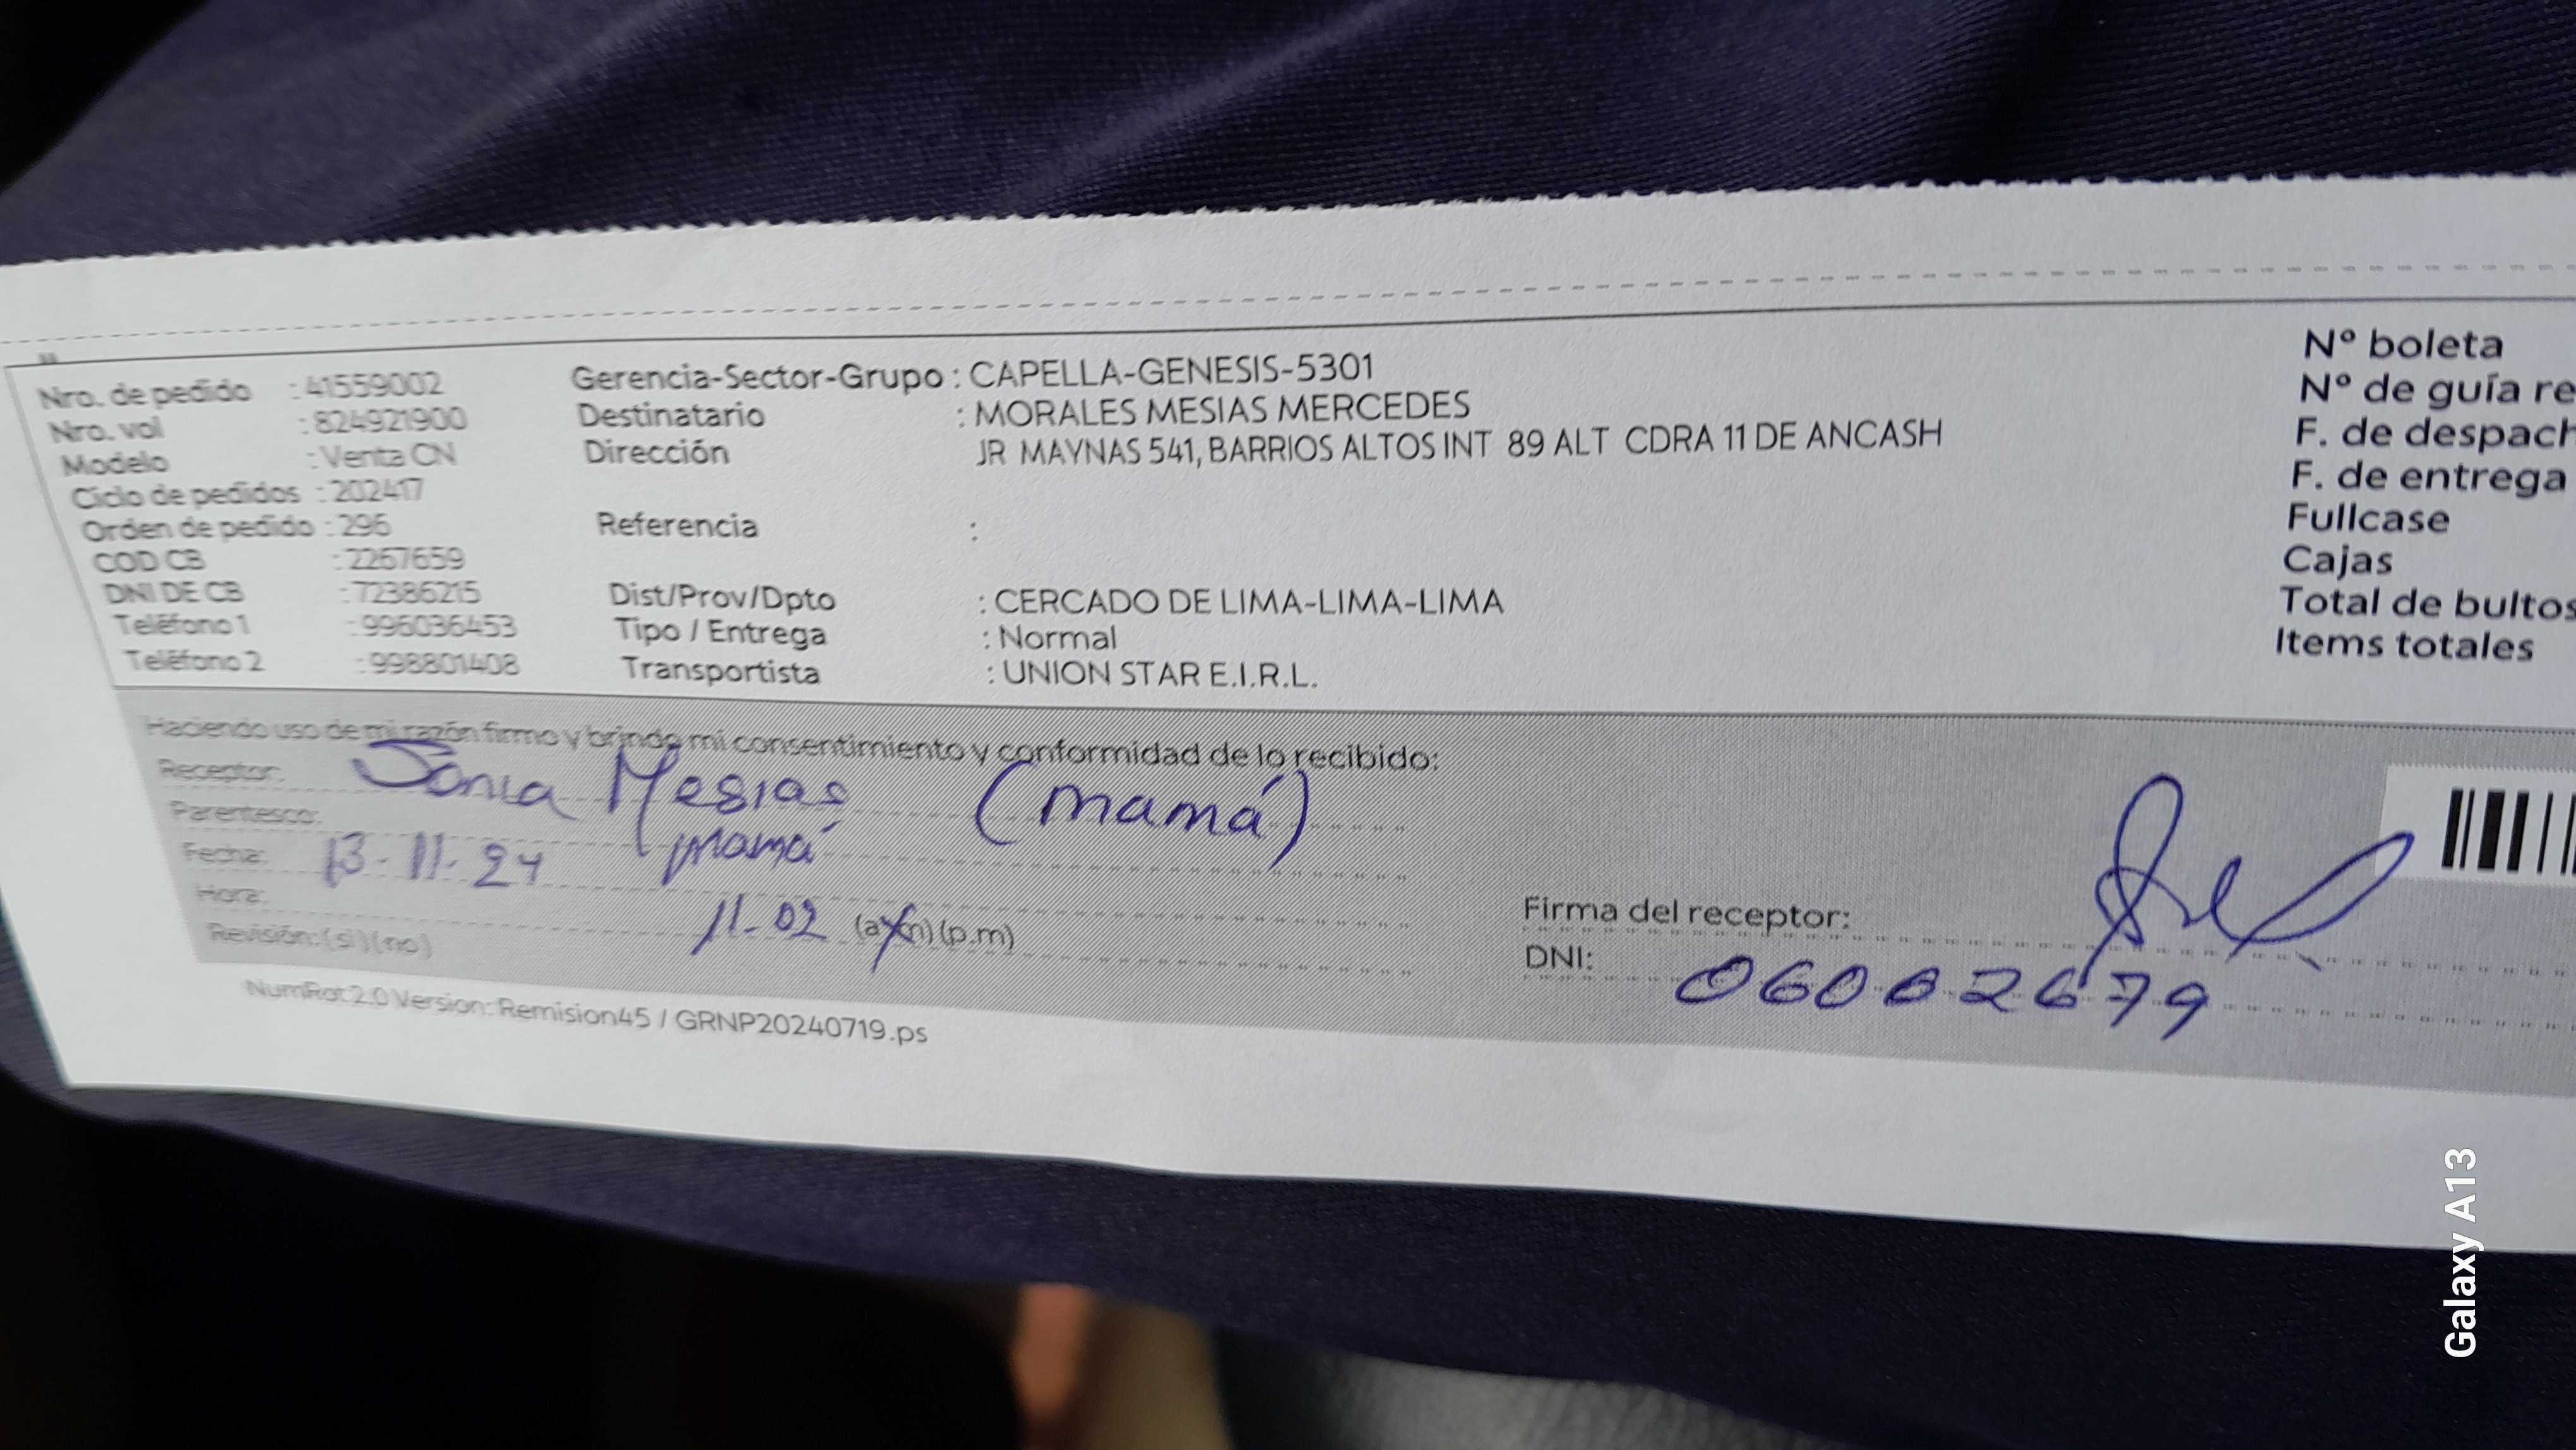 Nro. de pedido : 41559002
Nro. vol : 824921900
Modelo : Venta CN
Ciclo de pedidos : 202417
Orden de pedido : 296
COD CB : 2267659
DNI DE CB : 72386215
Teléfono 1 : 996036453
Teléfono 2 : 998801408
Gerencia-Sector-Grupo : CAPELLA-GENESIS-5301
Destinatario : MORALES MESIAS MERCEDES
Dirección JR MAYNAS 541, BARRIOS ALTOS INT 89 ALT CDRA 11 DE ANCASH
Referencia :
Dist/Prov/Dpto : CERCADO DE LIMA-LIMA-LIMA
Tipo / Entrega : Normal
Transportista : UNION STAR E.I.R.L.
Nº boleta
Nº de guía re
F. de despach
F. de entrega
Fullcase
Cajas
Total de bultos
Items totales
Haciendo uso de mi razón firmo y brindo mi consentimiento y conformidad de lo recibido:
Receptor: Sonia Mesias (mamá)
Parentesco: mamá
Fecha: 13-11-24
Hora: 11-02 (a.m) (p.m)
Revisión: (si) (no)
Firma del receptor:
DNI: 06082679
NumRot2.0 Version: Remision45 / GRNP20240719.ps
Galaxy A13